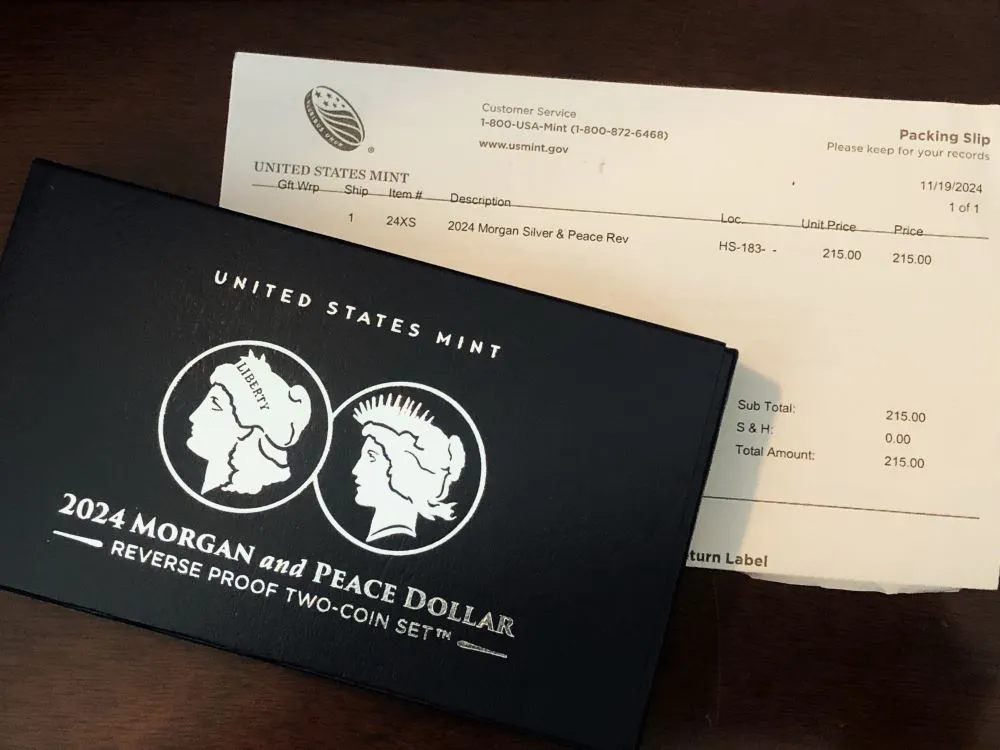 Customer Service
1-800-USA-Mint (1-800-872-6468)
www.usmint.gov
Packing Slip
Please keep for your records
UNITED STATES MINT
11/19/2024
1 of 1
Gft Wrp Ship Item # Description Loc. Unit Price Price
1 24XS 2024 Morgan Silver & Peace Rev HS-183- - 215.00 215.00
Sub Total: 215.00
S & H: 0.00
Total Amount: 215.00
turn Label
UNITED STATES MINT
LIBERTY
2024 MORGAN and PEACE DOLLAR
REVERSE PROOF TWO-COIN SET™